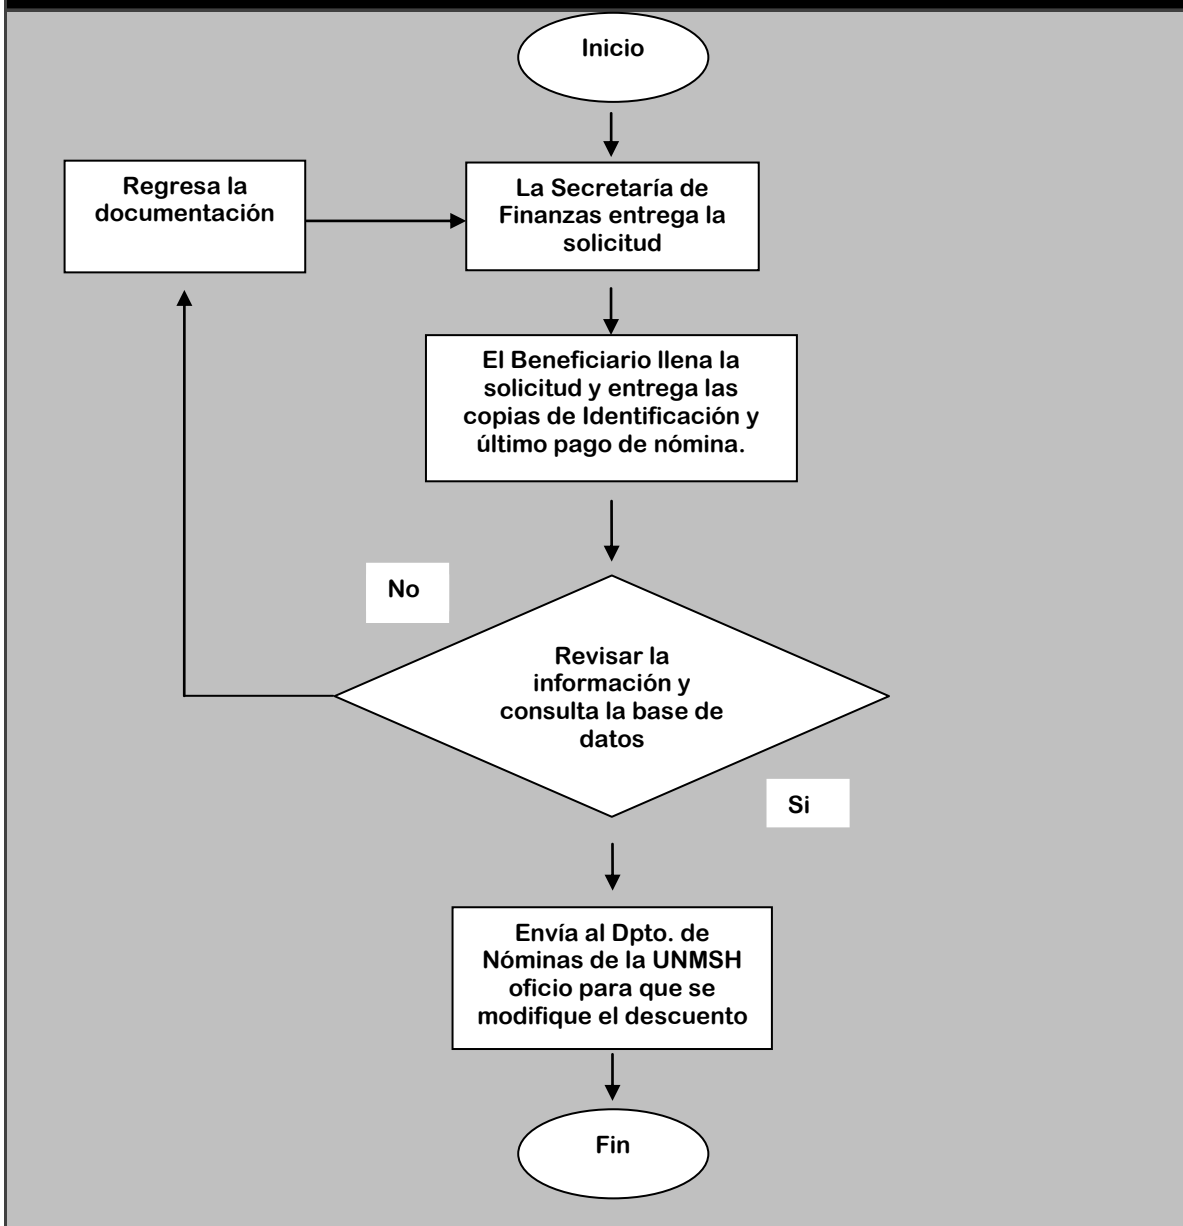 Inicio
Regresa la
documentación
La Secretaría de
Finanzas entrega la
solicitud
El Beneficiario llena la
solicitud y entrega las
copias de Identificación y
último pago de nómina.
No
Revisar la
información y
consulta la base de
datos
Si
Envía al Dpto. de
Nóminas de la UNMSH
oficio para que se
modifique el descuento
Fin